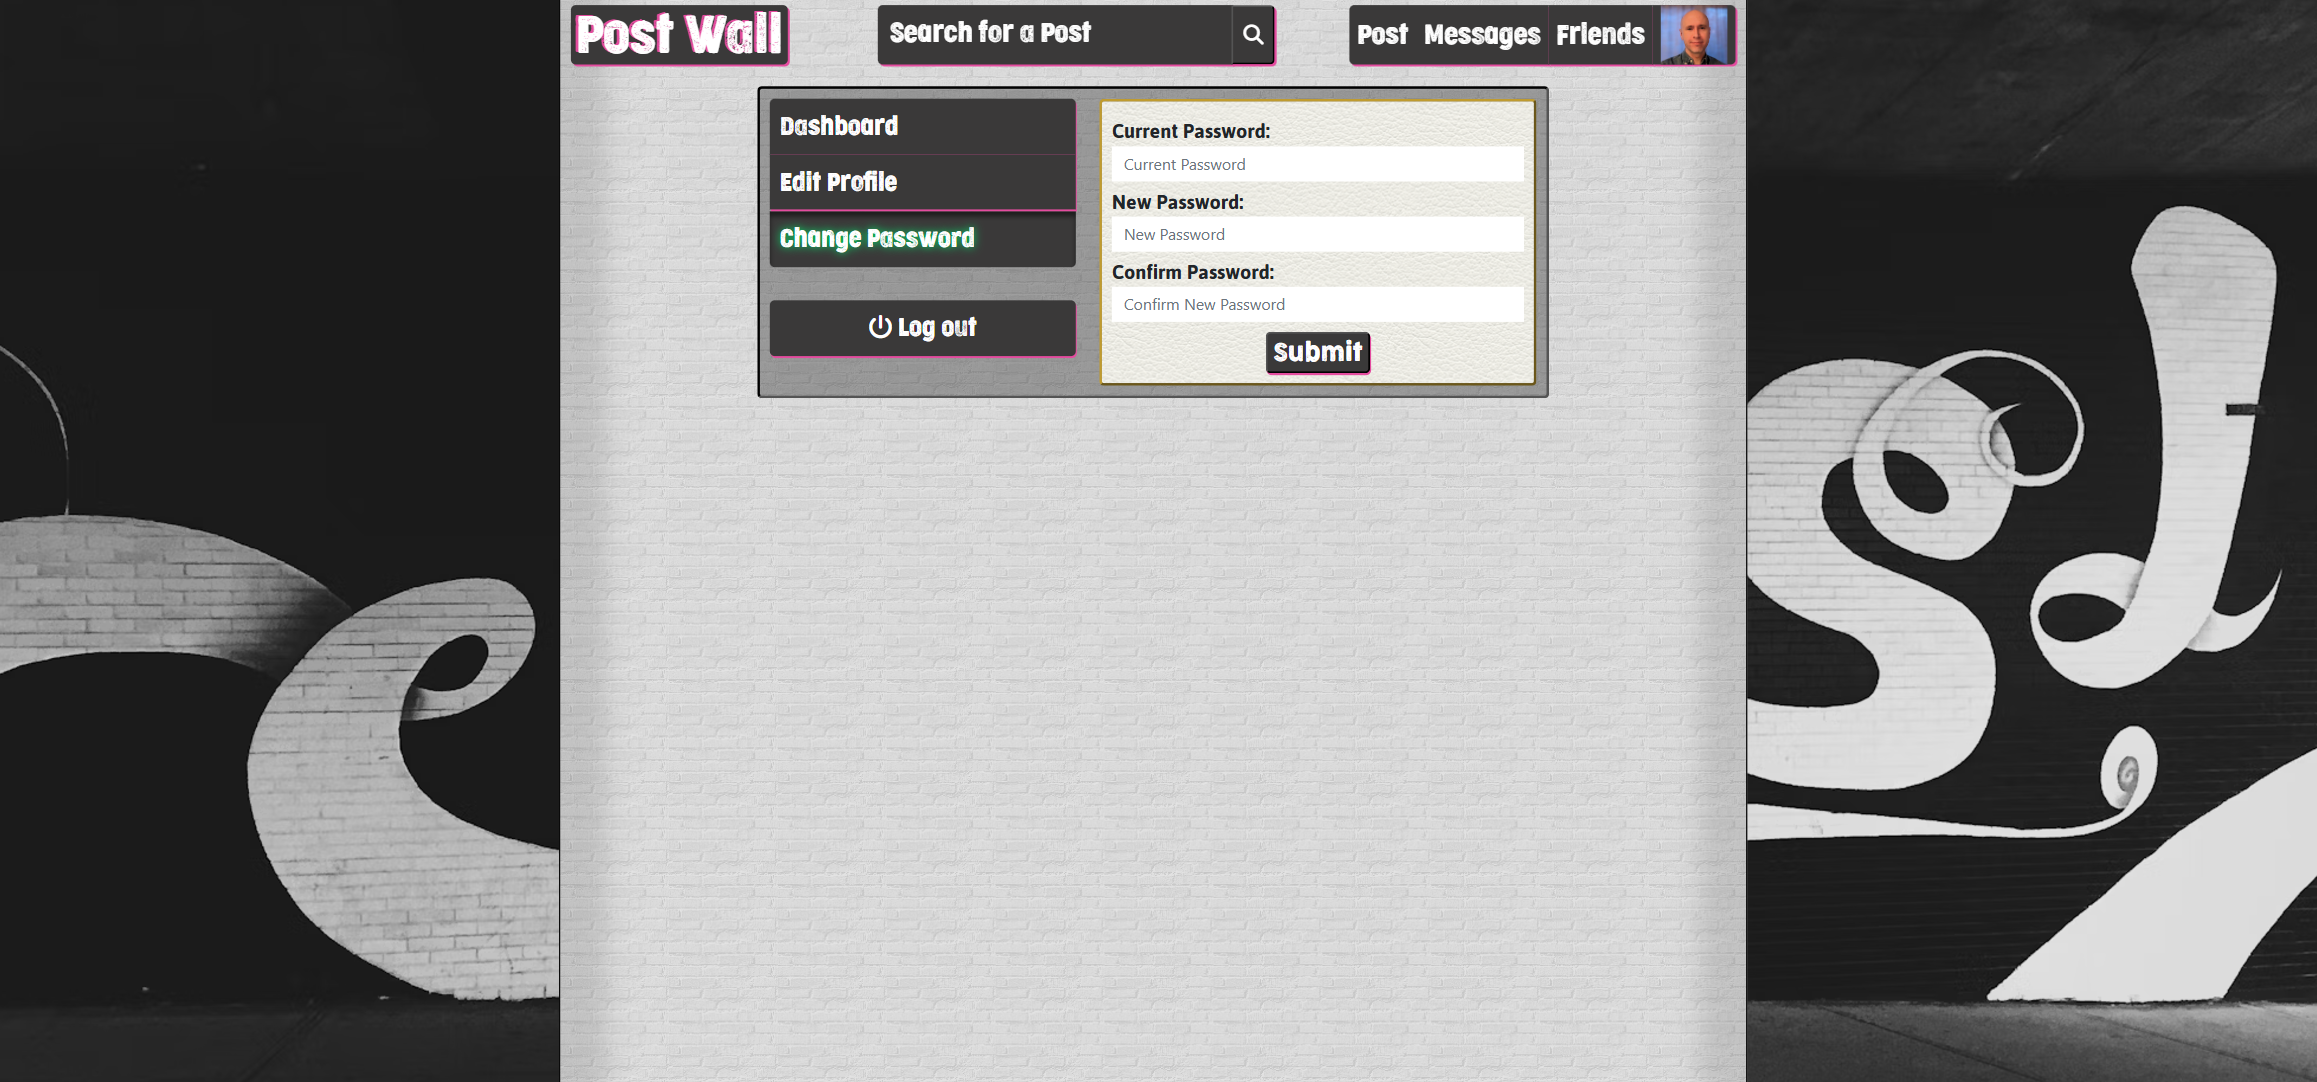 Post Wall
Search for a Post
Post Messages Friends
Dashboard
Edit Profile
Change Password
Log out
Current Password:
Current Password
New Password:
New Password
Confirm Password:
Confirm New Password
Submit